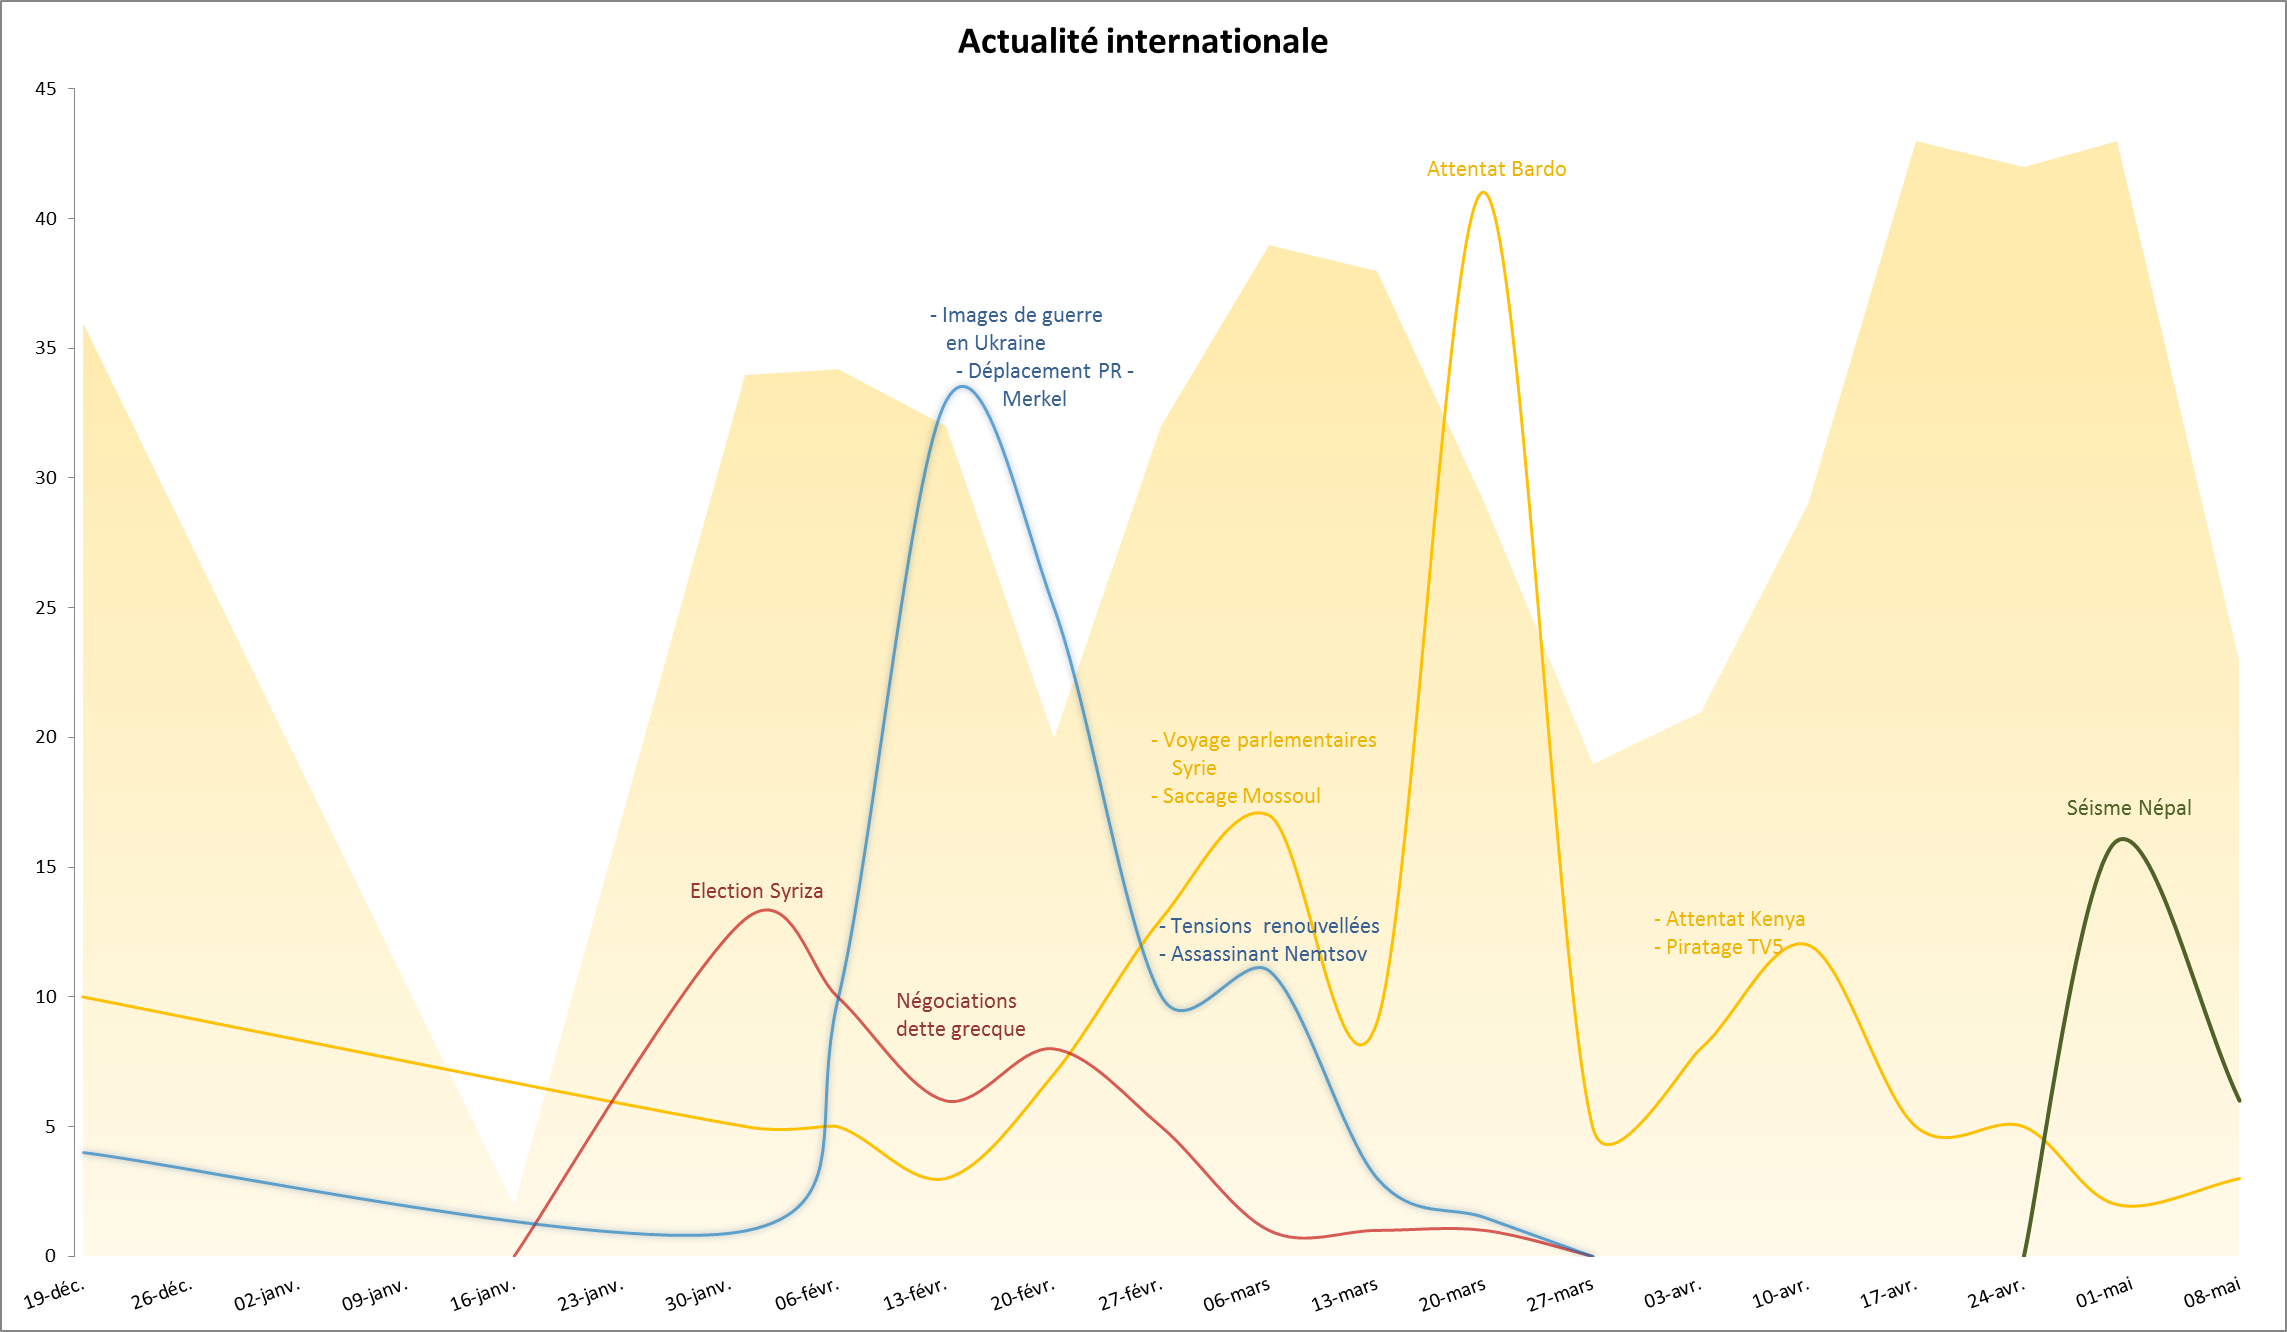 Actualité internationale
45
40
35
30
25
20
15
10
5
0
Attentat Bardo
- Images de guerre
en Ukraine
- Déplacement PR -
Merkel
- Voyage parlementaires
Syrie
- Saccage Mossoul
Séisme Népal
Election Syriza
- Tensions renouvellées
- Assassinant Nemtsov
- Attentat Kenya
- Piratage TV5
Négociations
dette grecque
19-déc.
26-déc.
02-janv.
09-janv.
16-janv.
23-janv.
30-janv.
06-févr.
13-févr.
20-févr.
27-févr.
06-mars
13-mars
20-mars
27-mars
03-avr.
10-avr.
17-avr.
24-avr.
01-mai
08-mai